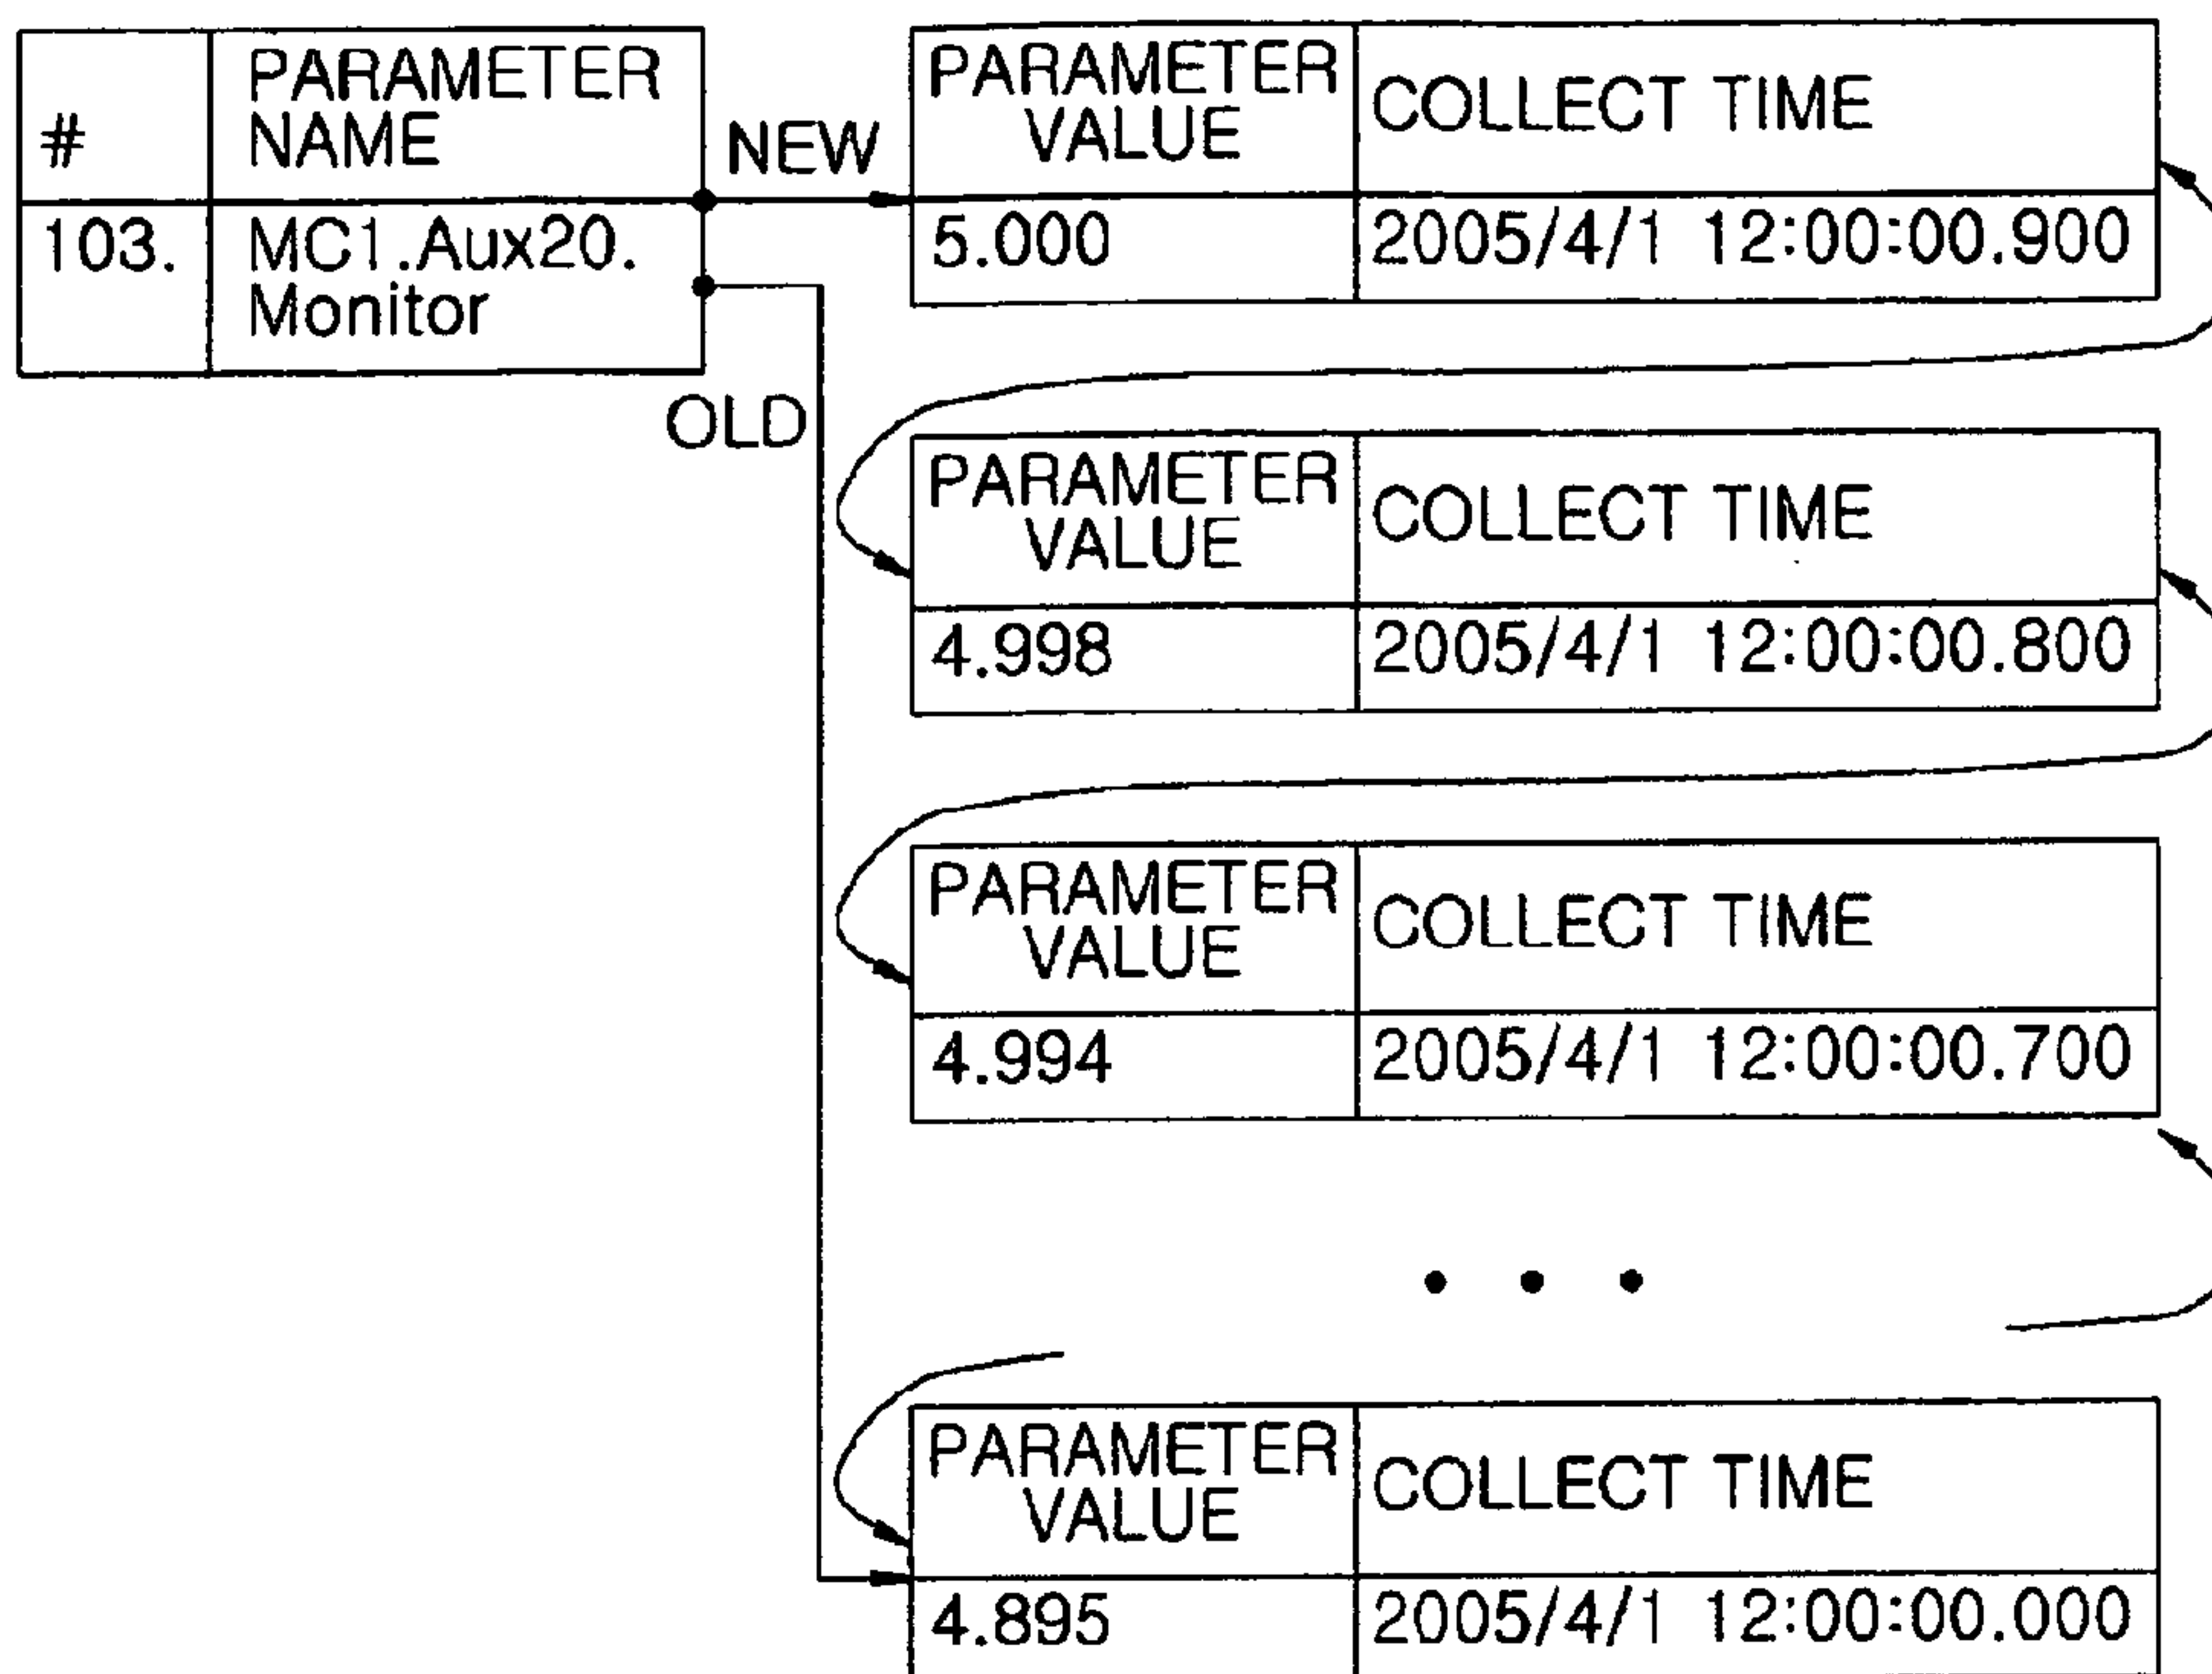 #
PARAMETER
NAME
103.
MC1.Aux20.
Monitor
NEW
OLD
PARAMETER
VALUE
COLLECT TIME
5.000
2005/4/1 12:00:00.900
PARAMETER
VALUE
COLLECT TIME
4.998
2005/4/1 12:00:00.800
PARAMETER
VALUE
COLLECT TIME
4.994
2005/4/1 12:00:00.700
• • •
PARAMETER
VALUE
COLLECT TIME
4.895
2005/4/1 12:00:00.000